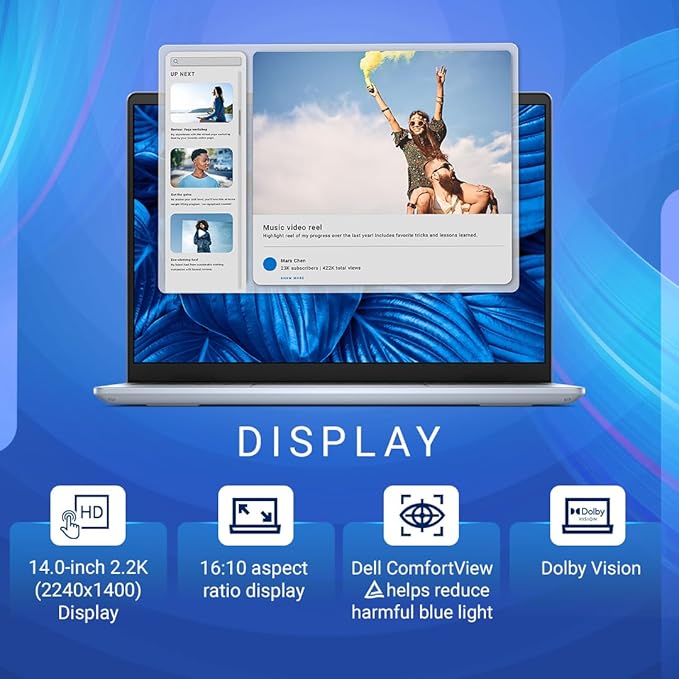 UP NEXT
Music video reel
Highlight reel of my progress over the last year! Includes favorite tricks and lessons learned.
Mars Chen
23K subscribers | 422K total views
SHOW MORE
DISPLAY
HD
Dolby
VISION
14.0-inch 2.2K
(2240x1400)
Display
16:10 aspect
ratio display
Dell ComfortView
helps reduce
harmful blue light
Dolby Vision